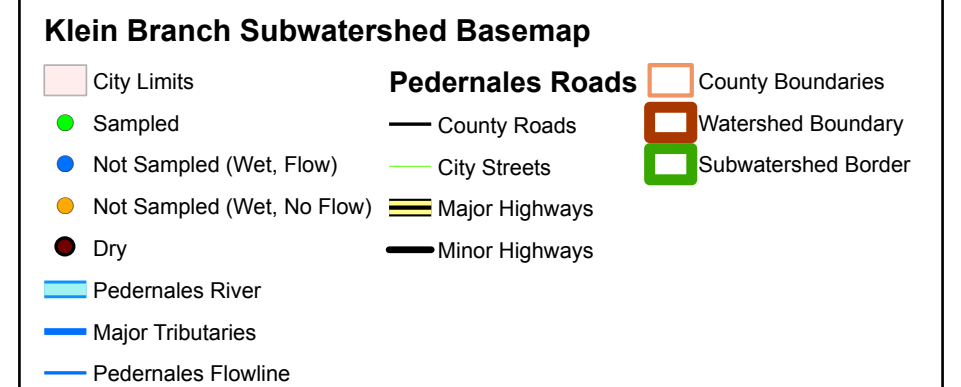 Klein Branch Subwatershed Basemap
City Limits
Sampled
Not Sampled (Wet, Flow)
Not Sampled (Wet, No Flow)
Dry
Pedernales River
Major Tributaries
Pedernales Flowline
Pedernales Roads
County Roads
City Streets
Major Highways
Minor Highways
County Boundaries
Watershed Boundary
Subwatershed Border